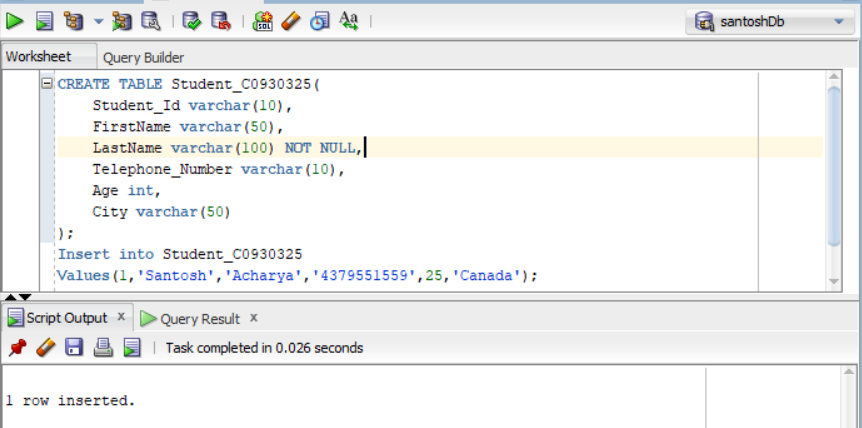 santoshDb
Worksheet Query Builder
CREATE TABLE Student_C0930325(
Student_Id varchar(10),
FirstName varchar(50),
LastName varchar(100) NOT NULL,
Telephone_Number varchar(10),
Age int,
City varchar(50)
);
Insert into Student_C0930325
Values(1,'Santosh','Acharya','4379551559',25,'Canada');
Script Output x Query Result x
Task completed in 0.026 seconds
1 row inserted.